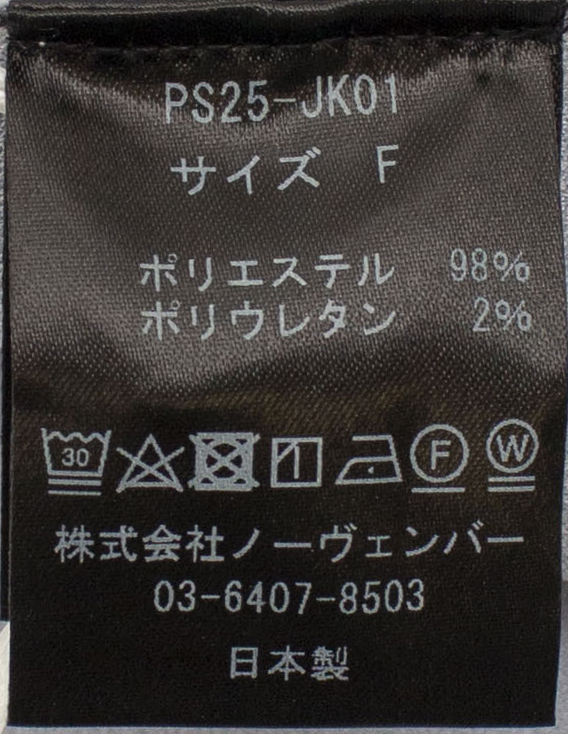 PS25-JK01
サイズ F
ポリエステル 98%
ポリウレタン 2%
30 F W
株式会社ノーヴェンバー
03-6407-8503
日本製